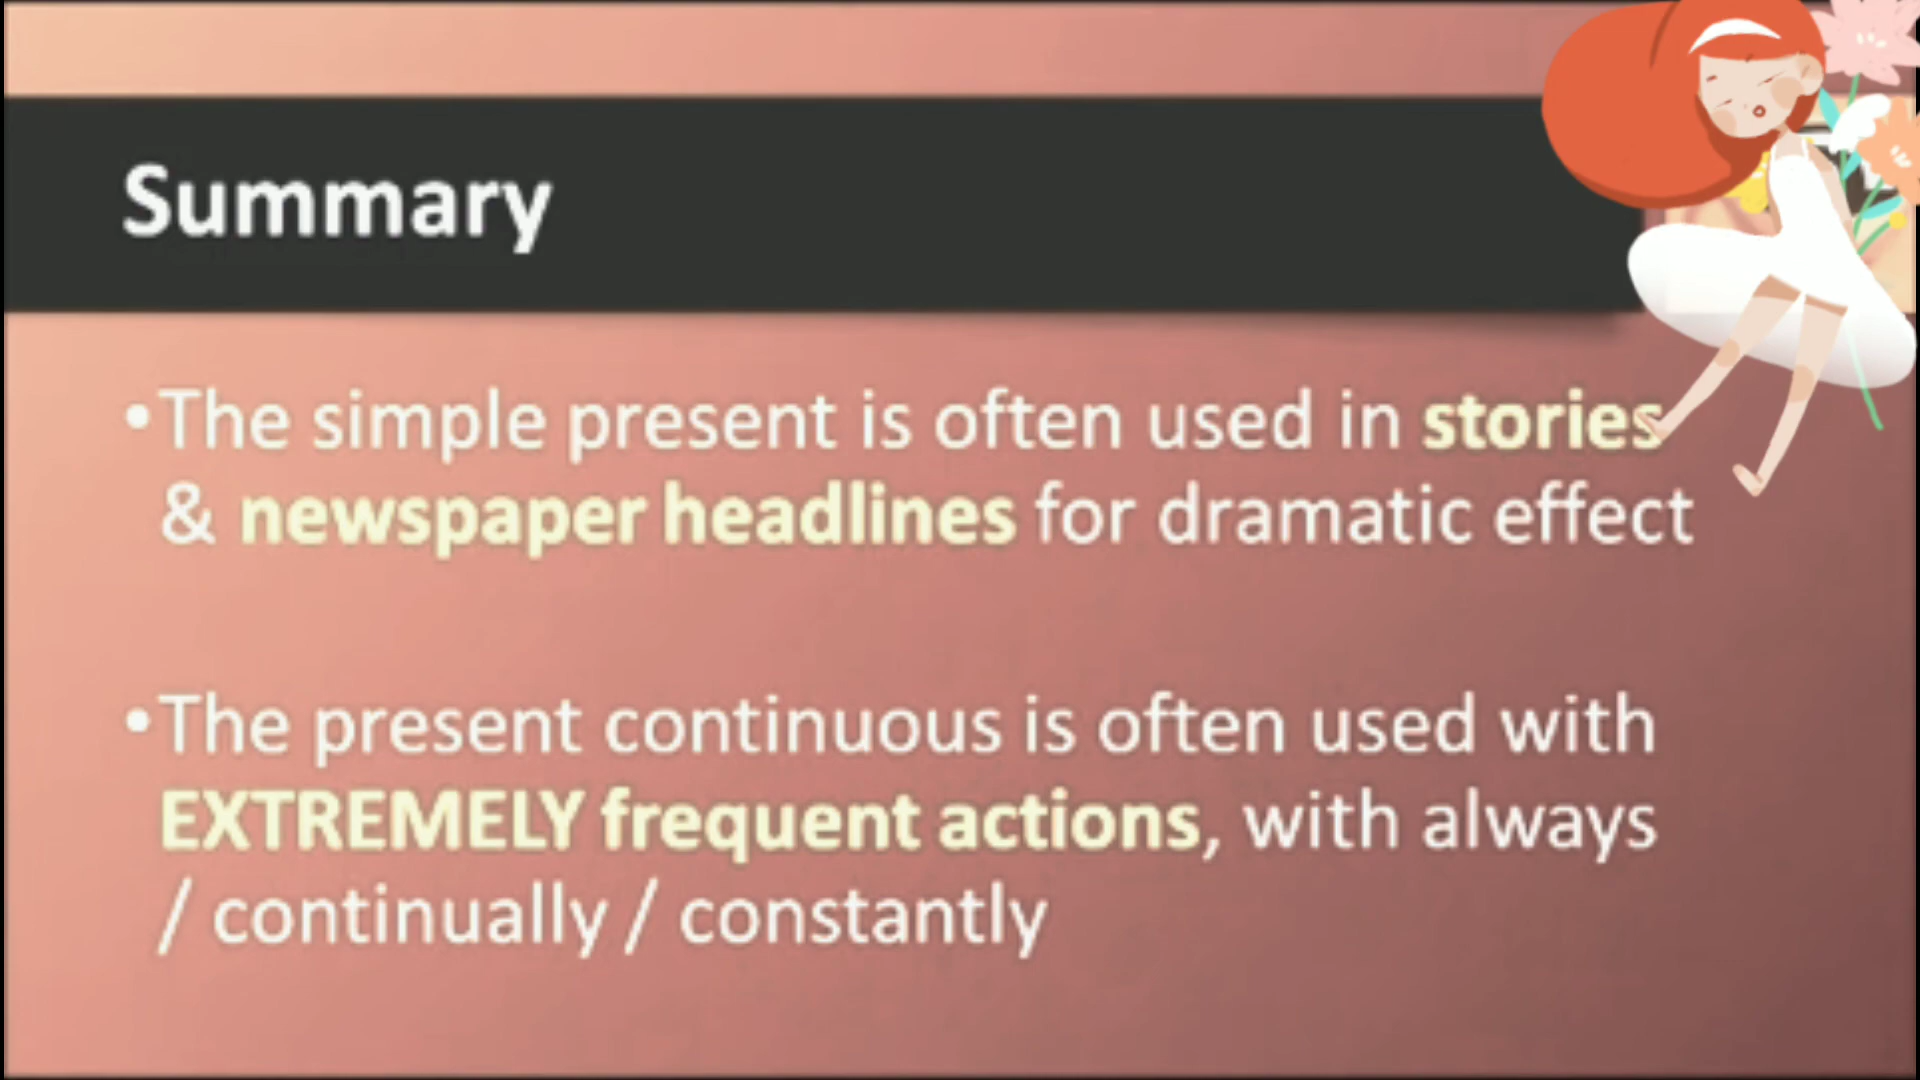 Summary
•The simple present is often used in stories
& newspaper headlines for dramatic effect
•The present continuous is often used with
EXTREMELY frequent actions, with always
/ continually / constantly